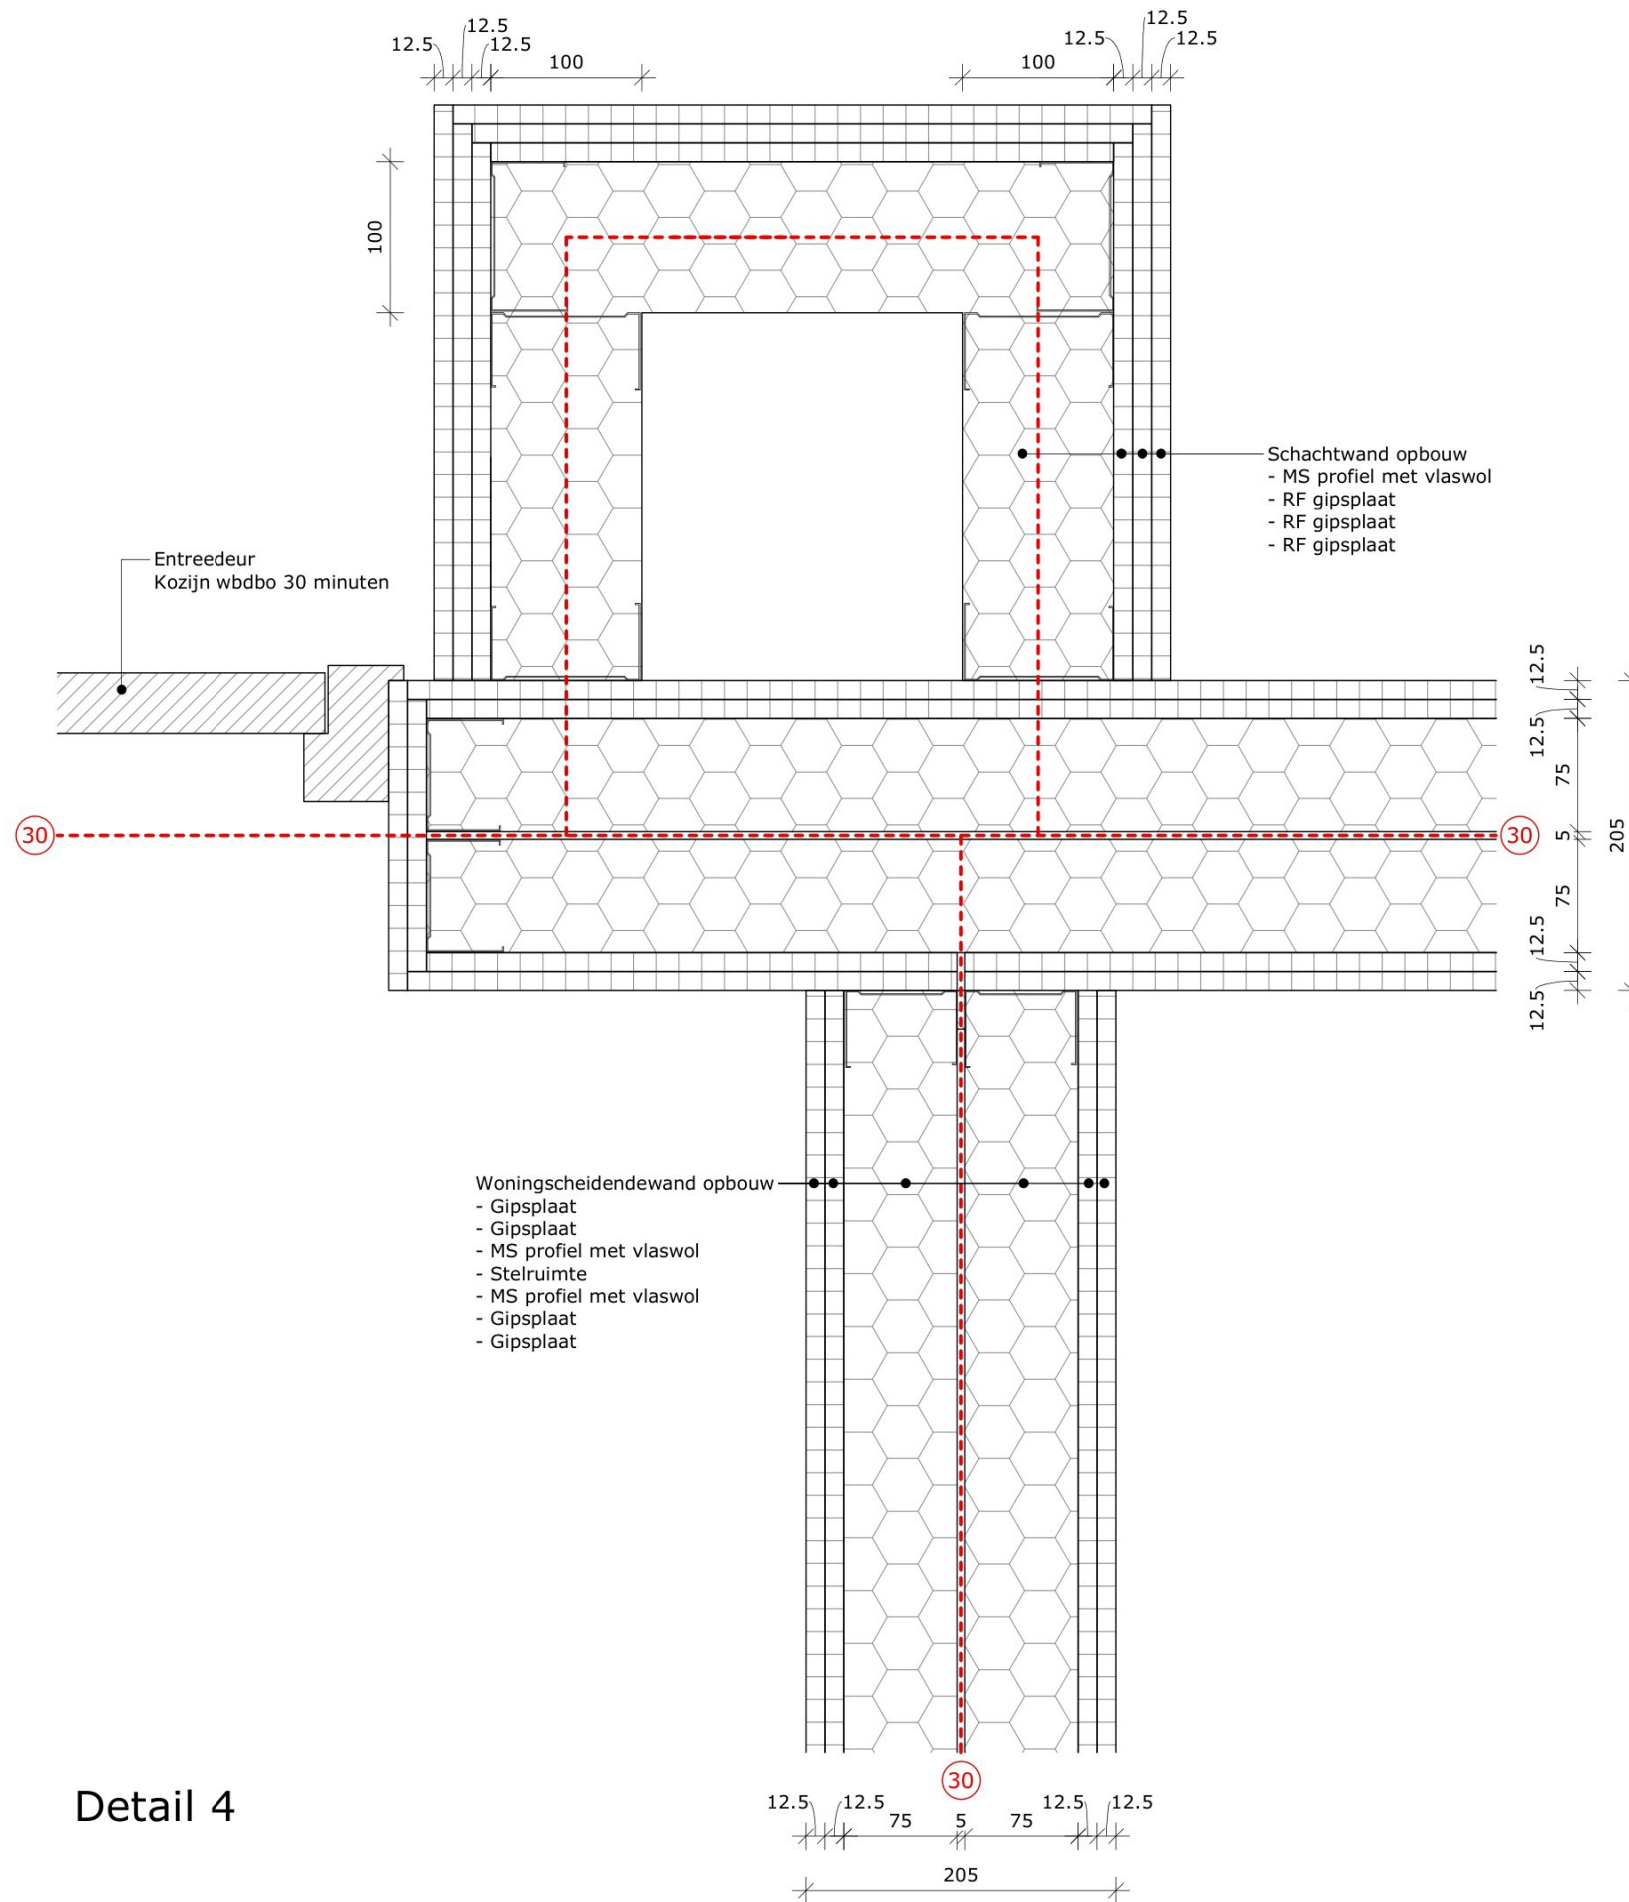 12.5
12.5
12.5
100
100
12.5
12.5
12.5
100
Schachtwand opbouw
- MS profiel met vlaswol
- RF gipsplaat
- RF gipsplaat
- RF gipsplaat
Entreedeur
Kozijn wbdbo 30 minuten
12.5
12.5
75
5
75
12.5
12.5
205
30
30
Woningscheidendewand opbouw
- Gipsplaat
- Gipsplaat
- MS profiel met vlaswol
- Stelruimte
- MS profiel met vlaswol
- Gipsplaat
- Gipsplaat
30
Detail 4
12.5
12.5
75
5
75
12.5
12.5
205